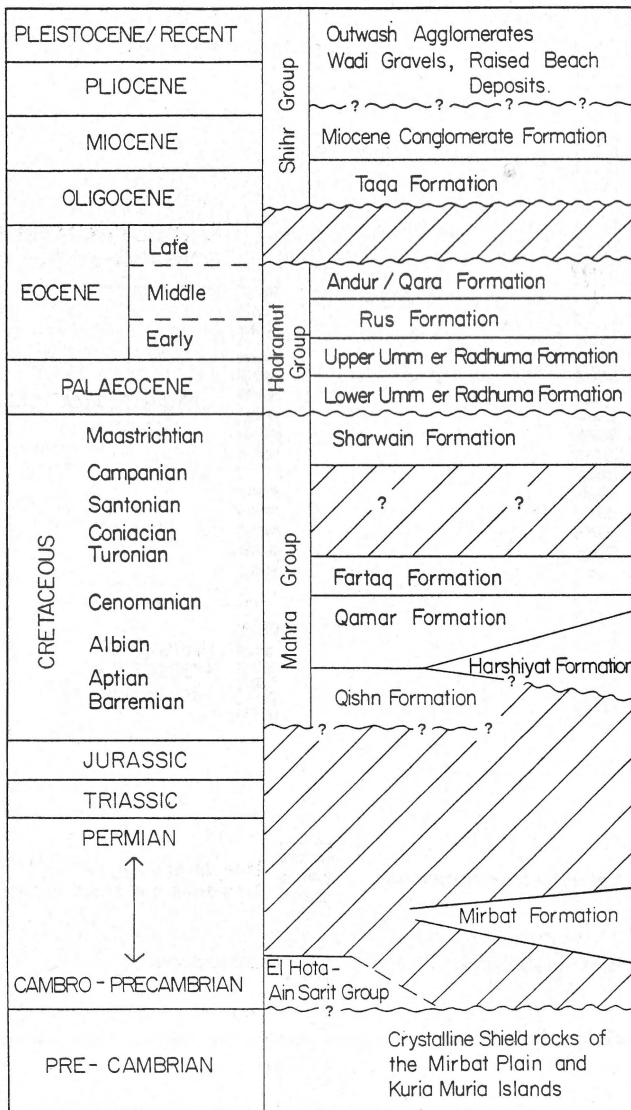 PLEISTOCENE/RECENT
PLIOCENE
MIOCENE
OLIGOCENE
EOCENE
Late
Middle
Early
PALAEOCENE
CRETACEOUS
Maastrichtian
Campanian
Santonian
Coniacian
Turonian
Cenomanian
Albian
Aptian
Barremian
JURASSIC
TRIASSIC
PERMIAN
CAMBRO-PRECAMBRIAN
PRE-CAMBRIAN
Shihr Group
Outwash Agglomerates
Wadi Gravels, Raised Beach
Deposits.
? ? ? ?
Miocene Conglomerate Formation
Taqa Formation
Hadramut
Group
Andur / Qara Formation
Rus Formation
Upper Umm er Radhuma Formation
Lower Umm er Radhuma Formation
Mahra Group
Sharwain Formation
? ?
Fartaq Formation
Qamar Formation
Harshiyat Formation
?
Qishn Formation
? ? ?
Mirbat Formation
El Hota-
Ain Sarit Group
?
Crystalline Shield rocks of
the Mirbat Plain and
Kuria Muria Islands